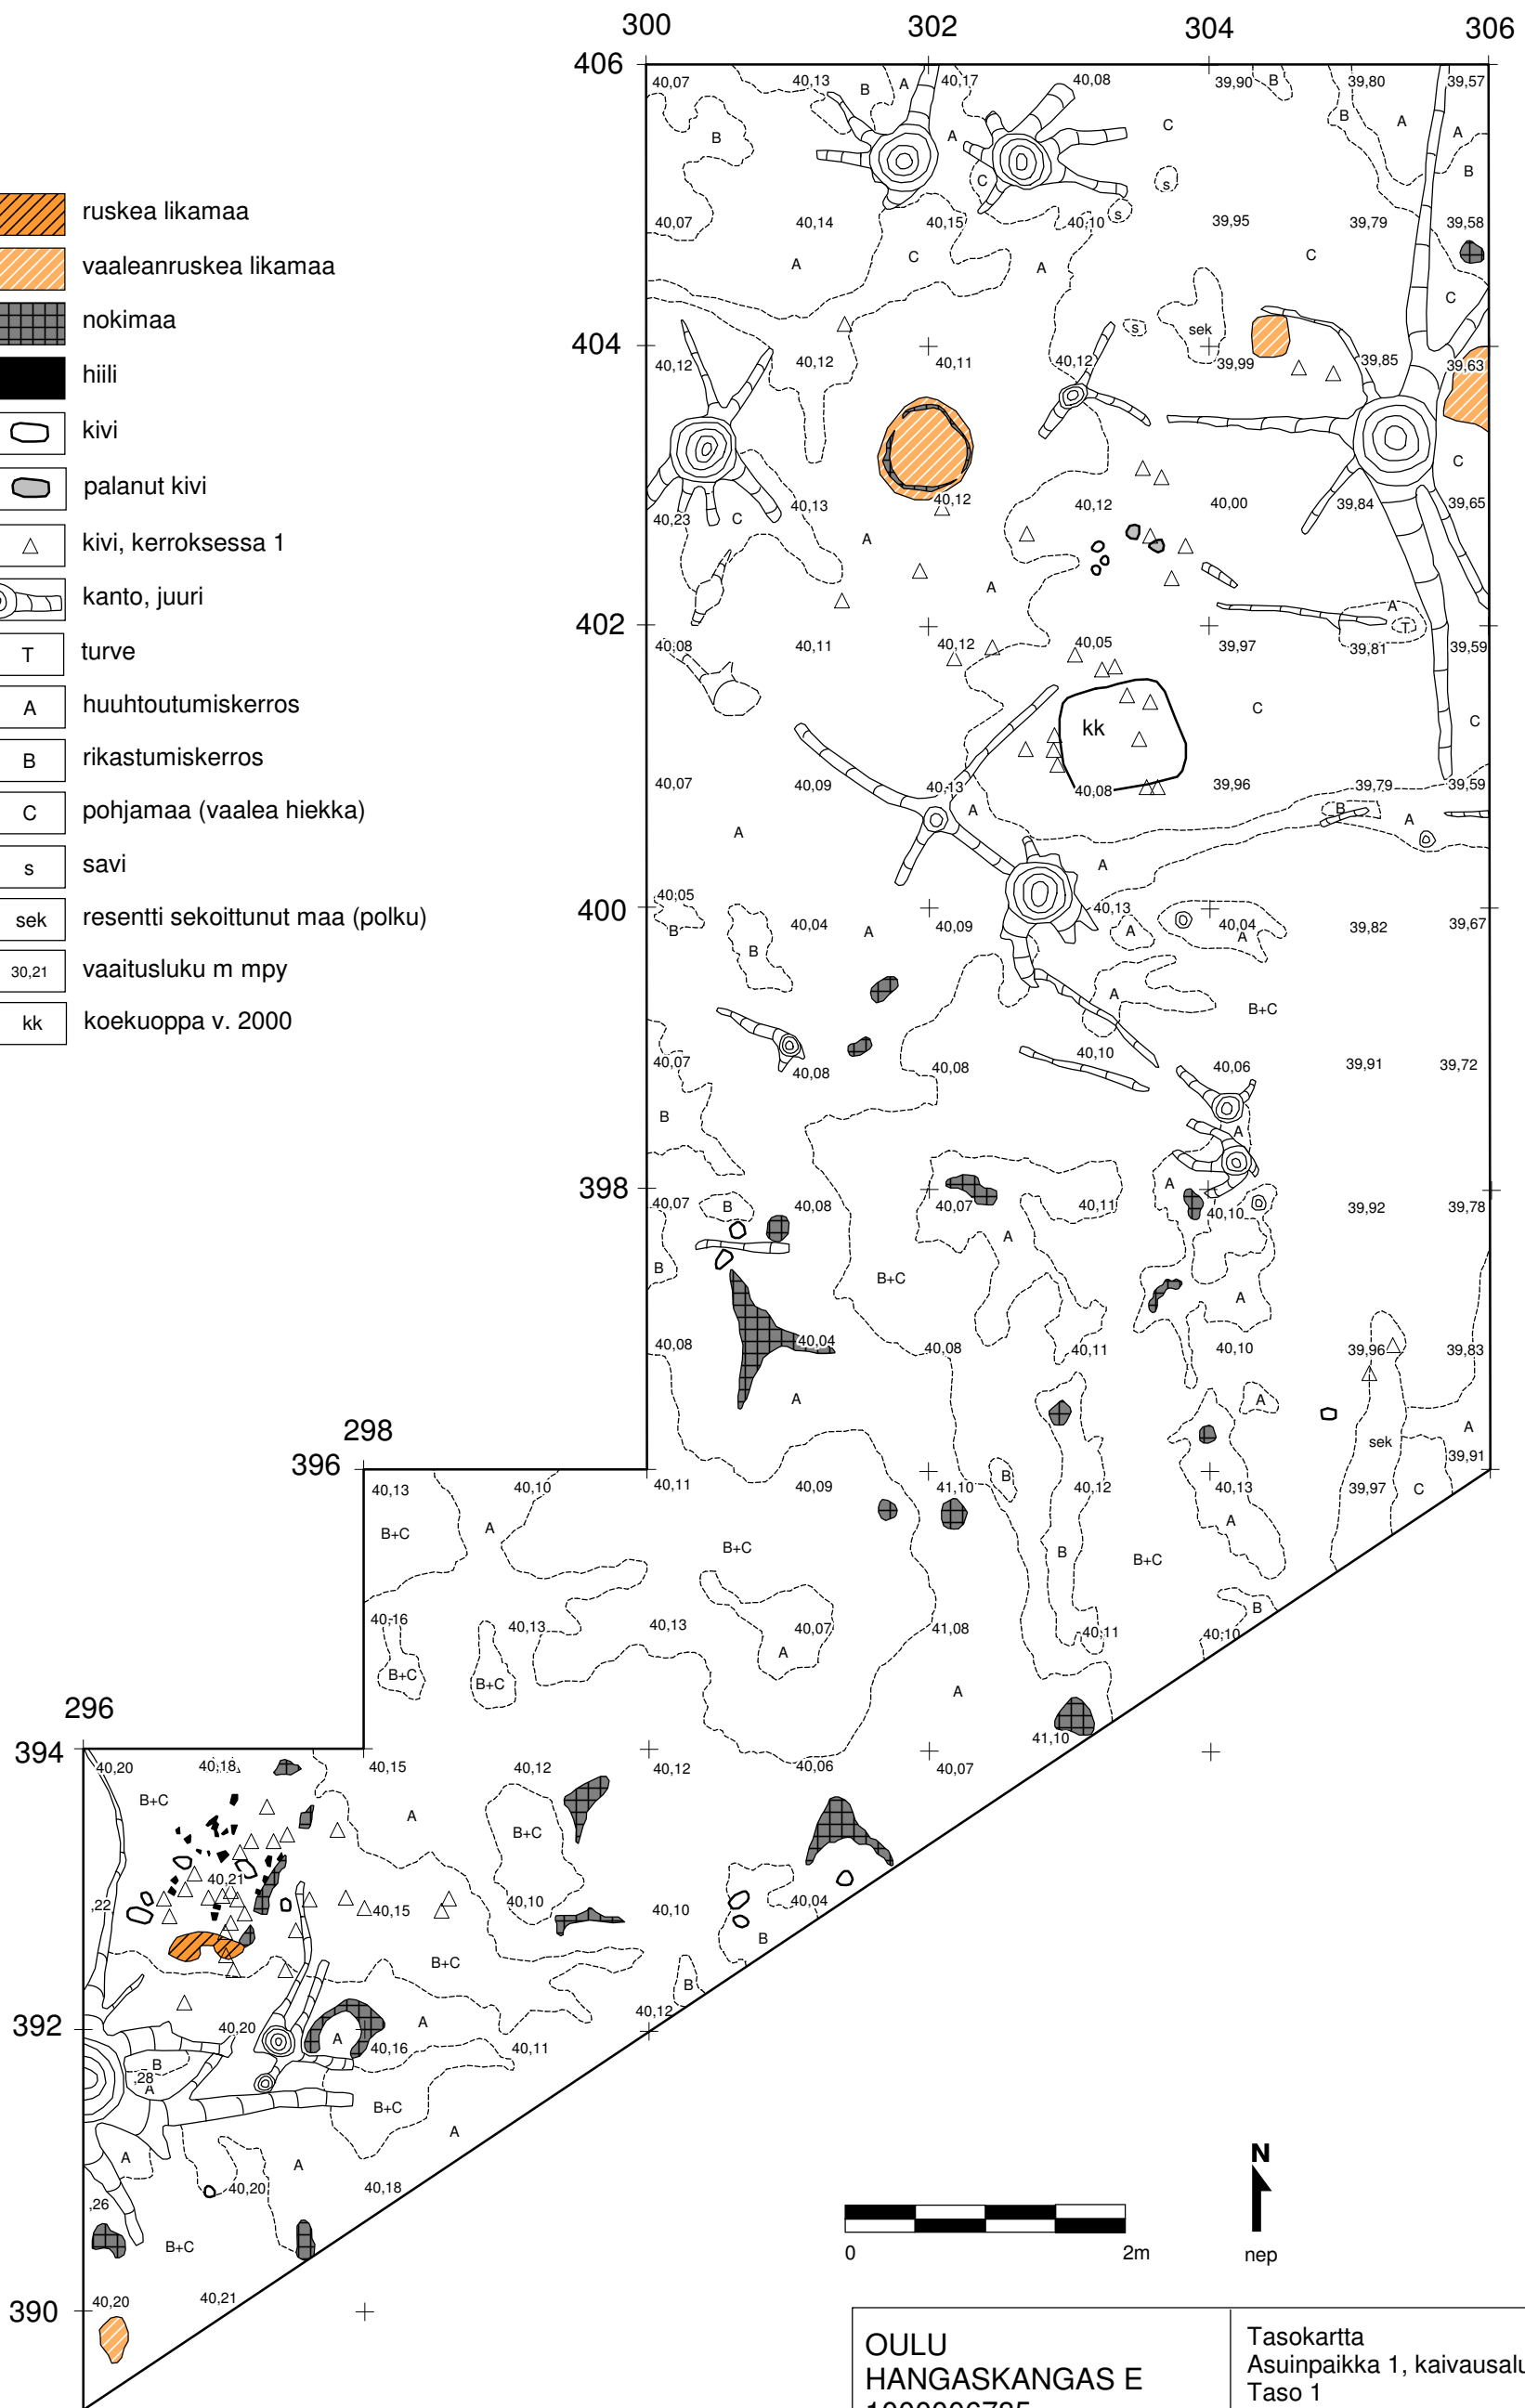 300 302 304 306
406
40,07 40,13 B A 40,17 40,08 39,90 B 39,80 39,57
B A C B A A
B
C s
40,07 40,14 40,15 s 40,10 39,95 39,79 39,58
A C A C C
ruskea likamaa
vaaleanruskea likamaa
nokimaa
hiili
kivi
palanut kivi
kivi, kerroksessa 1
kanto, juuri
T turve
A huuhtoutumiskerros
B rikastumiskerros
C pohjamaa (vaalea hiekka)
s savi
sek resentti sekoittunut maa (polku)
30,21 vaaitusluku m mpy
kk koekuoppa v. 2000
404 s sek
40,12 40,12 40,11 40,12 39,99 39,85 39,63
C
40,23 C 40,13 40,12 40,12 40,00 39,84 39,65
A A A
402 T
40,08 40,11 40,12 40,05 39,97 39,81 39,59
kk C C
40,07 40,09 40,13 40,08 39,96 39,79 39,59
A A A B A
400
40,05 40,04 40,09 40,13 40,04 39,82 39,67
B B A A A
A B+C
40,07 40,08 40,08 40,10 40,06 39,91 39,72
B A
398 A
40,07 B 40,08 40,07 40,11 40,10 39,92 39,78
B B+C A A
40,08 40,04 40,08 40,11 40,10 39,96 39,83
A A A
298 sek
396 39,91
40,13 40,10 40,11 40,09 41,10 B 40,12 40,13 39,97 C
B+C A B+C B B+C A
40,16 40,13 40,13 40,07 41,08 40,11 40,10 B
B+C B+C A A
296
394 41,10
40,20 40,18 40,15 40,12 40,12 40,06 40,07
B+C A B+C
,22 40,21 40,15 40,10 40,10 40,04
B+C B B
392 40,20 A 40,16 A 40,11 40,12
B ,28 A B+C
A A A
,26 40,20 40,18
B+C
390 40,20 40,21
0 2m
N
nep
OULU
HANGASKANGAS E
Tasokartta
Asuinpaikka 1,
Taso 1